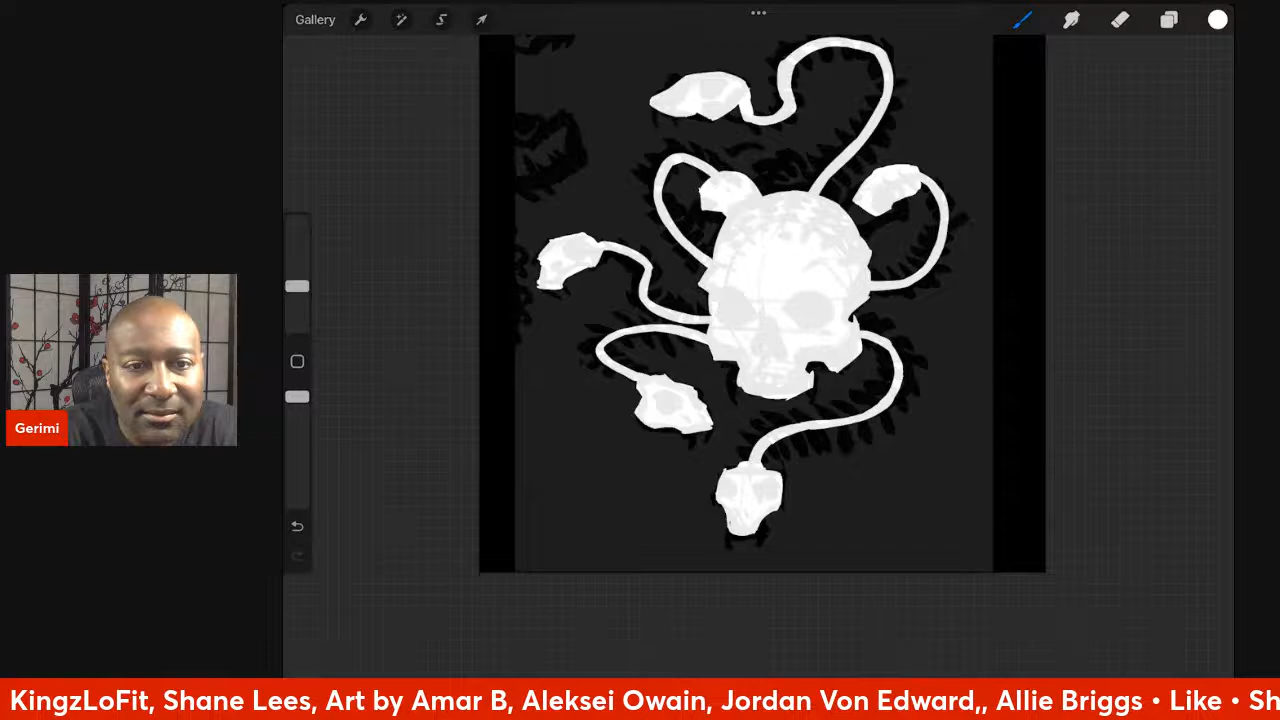 Gallery
Gerimi
KingzLoFit, Shane Lees, Art by Amar B, Aleksei Owain, Jordan Von Edward,, Allie Briggs • Like • Sh